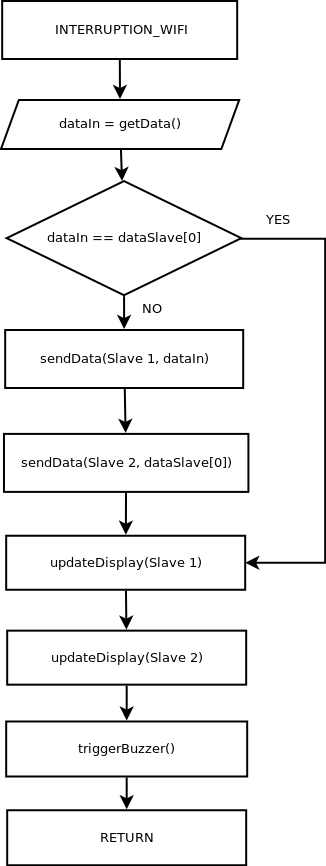 INTERRUPTION_WIFI
dataIn = getData()
dataIn == dataSlave[0]
YES
NO
sendData(Slave 1, dataIn)
sendData(Slave 2, dataSlave[0])
updateDisplay(Slave 1)
updateDisplay(Slave 2)
triggerBuzzer()
RETURN